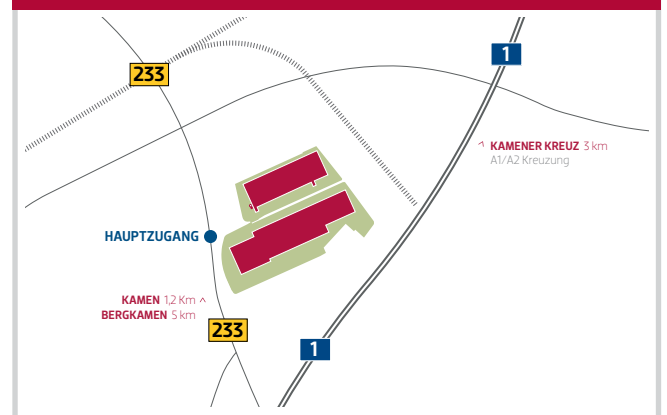 1
233
KAMENER KREUZ 3 km
A1/A2 Kreuzung
HAUPTZUGANG
KAMEN 1,2 Km
BERGKAMEN 5 km
233
1